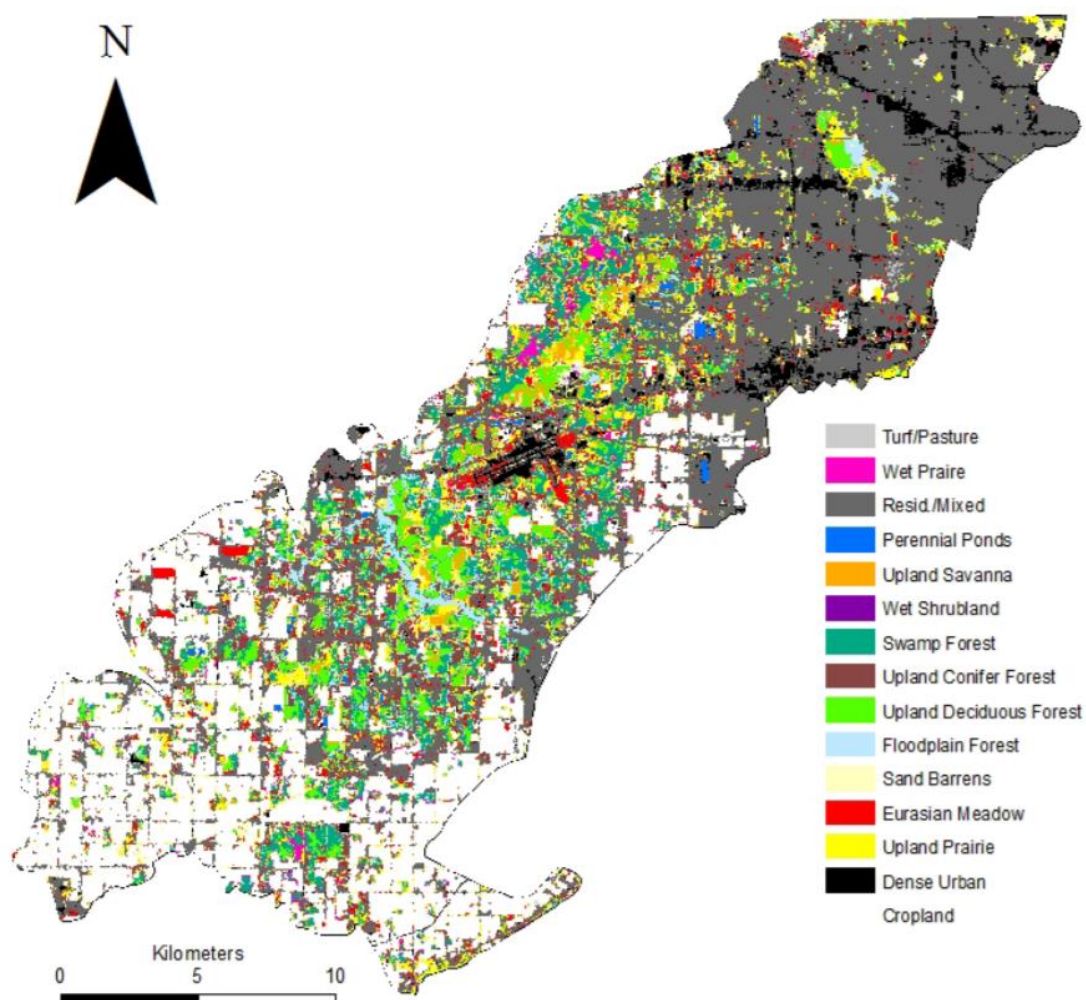 N
Turf/Pasture
Wet Praire
Resid./Mixed
Perennial Ponds
Upland Savanna
Wet Shrubland
Swamp Forest
Upland Conifer Forest
Upland Deciduous Forest
Floodplain Forest
Sand Barrens
Eurasian Meadow
Upland Prairie
Dense Urban
Cropland
Kilometers
0 5 10